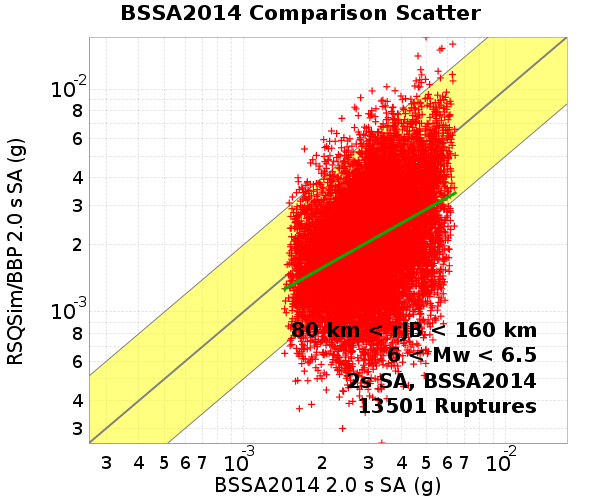 BSSA2014 Comparison Scatter
RSQSim/BBP 2.0 s SA (g)
10-2
8
6
4
3
2
10-3
8
6
4
3
80 km < rJB < 160 km
6 < Mw < 6.5
2s SA, BSSA2014
13501 Ruptures
3 4 5 6 7 10-3 2 3 4 5 6 7 10-2
BSSA2014 2.0 s SA (g)